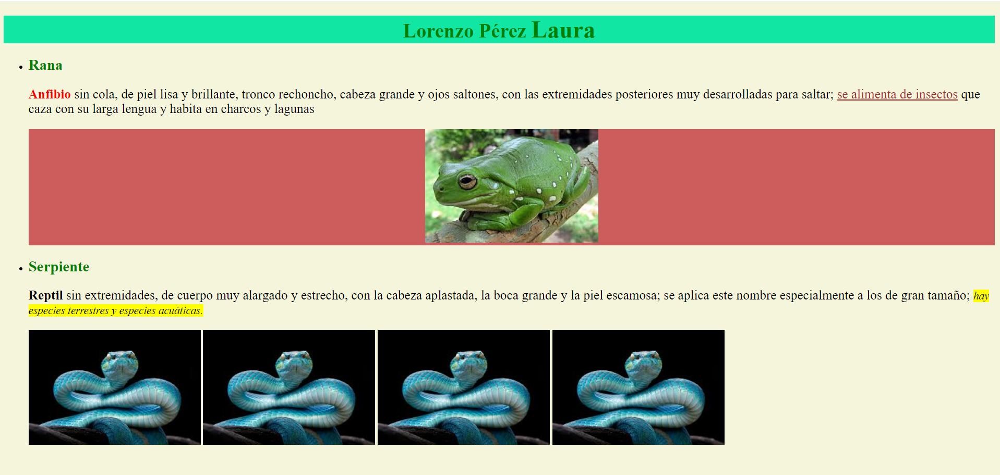 Lorenzo Pérez Laura
Rana
Anfibio sin cola, de piel lisa y brillante, tronco rechoncho, cabeza grande y ojos saltones, con las extremidades posteriores muy desarrolladas para saltar; se alimenta de insectos que
caza con su larga lengua y habita en charcos y lagunas
Serpiente
Reptil sin extremidades, de cuerpo muy alargado y estrecho, con la cabeza aplastada, la boca grande y la piel escamosa; se aplica este nombre especialmente a los de gran tamaño; hay
especies terrestres y especies acuáticas.